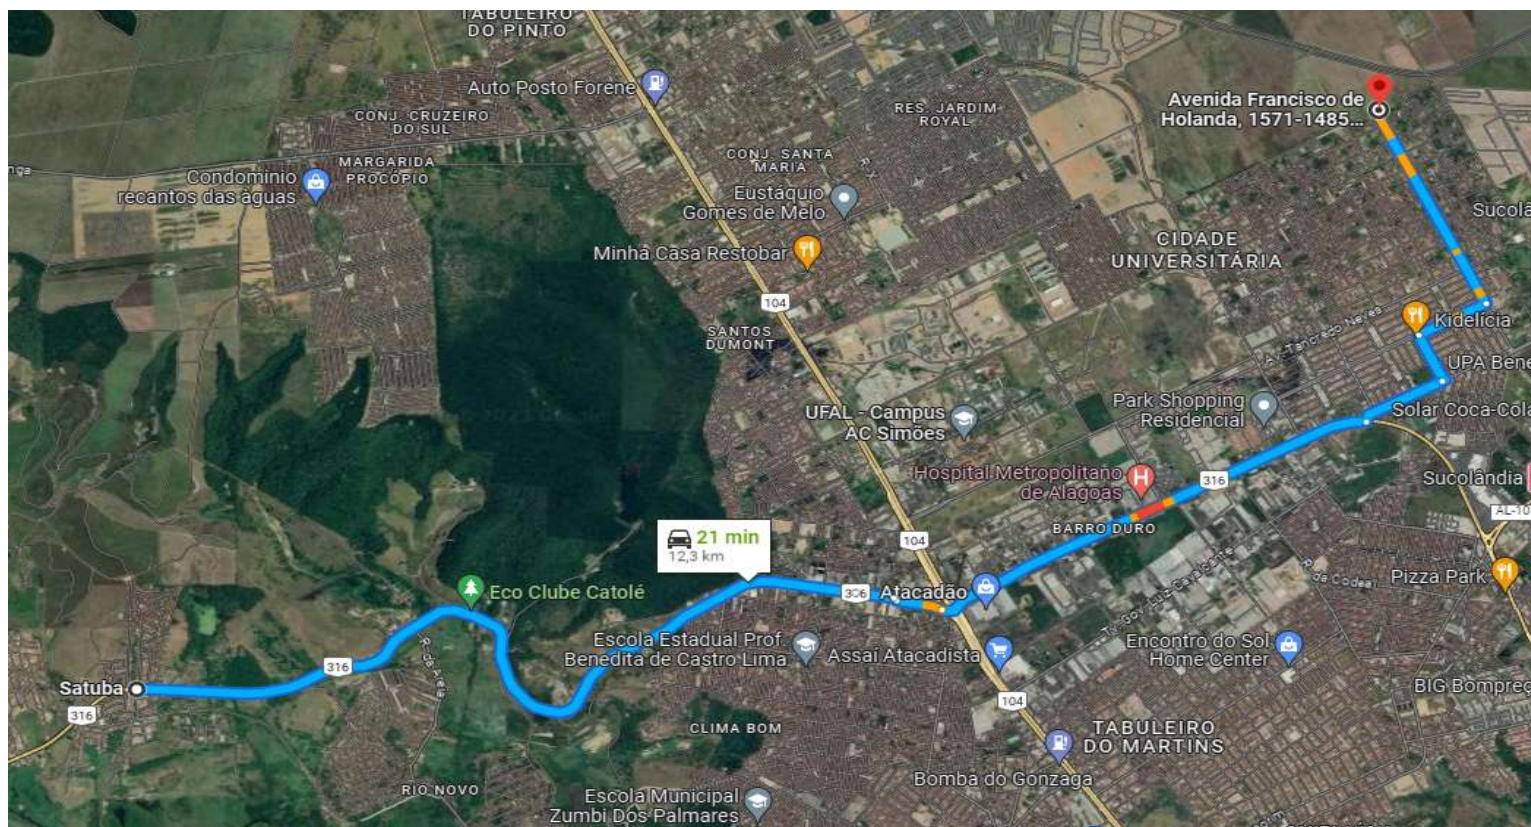 TABULEIRO
DO PINTO
Auto Posto Forene
CONJ. CRUZEIRO
DO SUL
MARGARIDA
PROCÓPIO
Condominio
recantos das aguas
RES. JARDIM
ROYAL
Avenida Francisco de
Holanda, 1571-1485...
CONJ. SANTA
MARIA
R. X
Eustáquio
Gomes de Melo
Minha Casa Restobar
CIDADE
UNIVERSITÁRIA
104
SANTOS
DUMONT
Kidelicia
Av. Tancredo Neves
UPA Bene
Park Shopping
Residencial
Solar Coca-Cola
UFAL - Campus
AC Simões
Hospital Metropolitano
de Alagoas
316
Sucolândia
BARRO DURO
AL-10
104
21 min
12,3 km
Eco Clube Catolé
Atacadão
Pizza Park
R. da Areia
Escola Estadual Prof.
Benedita de Castro Lima
Assaí Atacadista
Encontro do Sol
Home Center
316
Satuba
316
104
BIG Bompreç
CLIMA BOM
TABULEIRO
DO MARTINS
Bomba do Gonzaga
RIO NOVO
Escola Municipal
Zumbi Dos Palmares